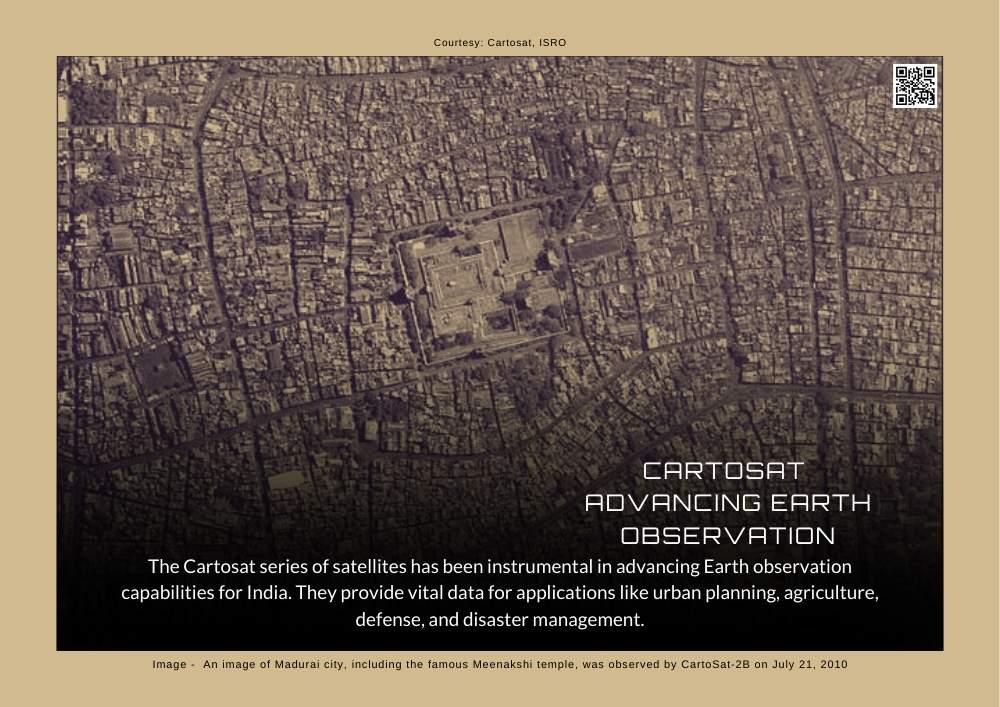 Courtesy: Cartosat, ISRO
CARTOSAT
ADVANCING EARTH
OBSERVATION
The Cartosat series of satellites has been instrumental in advancing Earth observation
capabilities for India. They provide vital data for applications like urban planning, agriculture,
defense, and disaster management.
Image -  An image of Madurai city, including the famous Meenakshi temple, was observed by CartoSat-2B on July 21, 2010